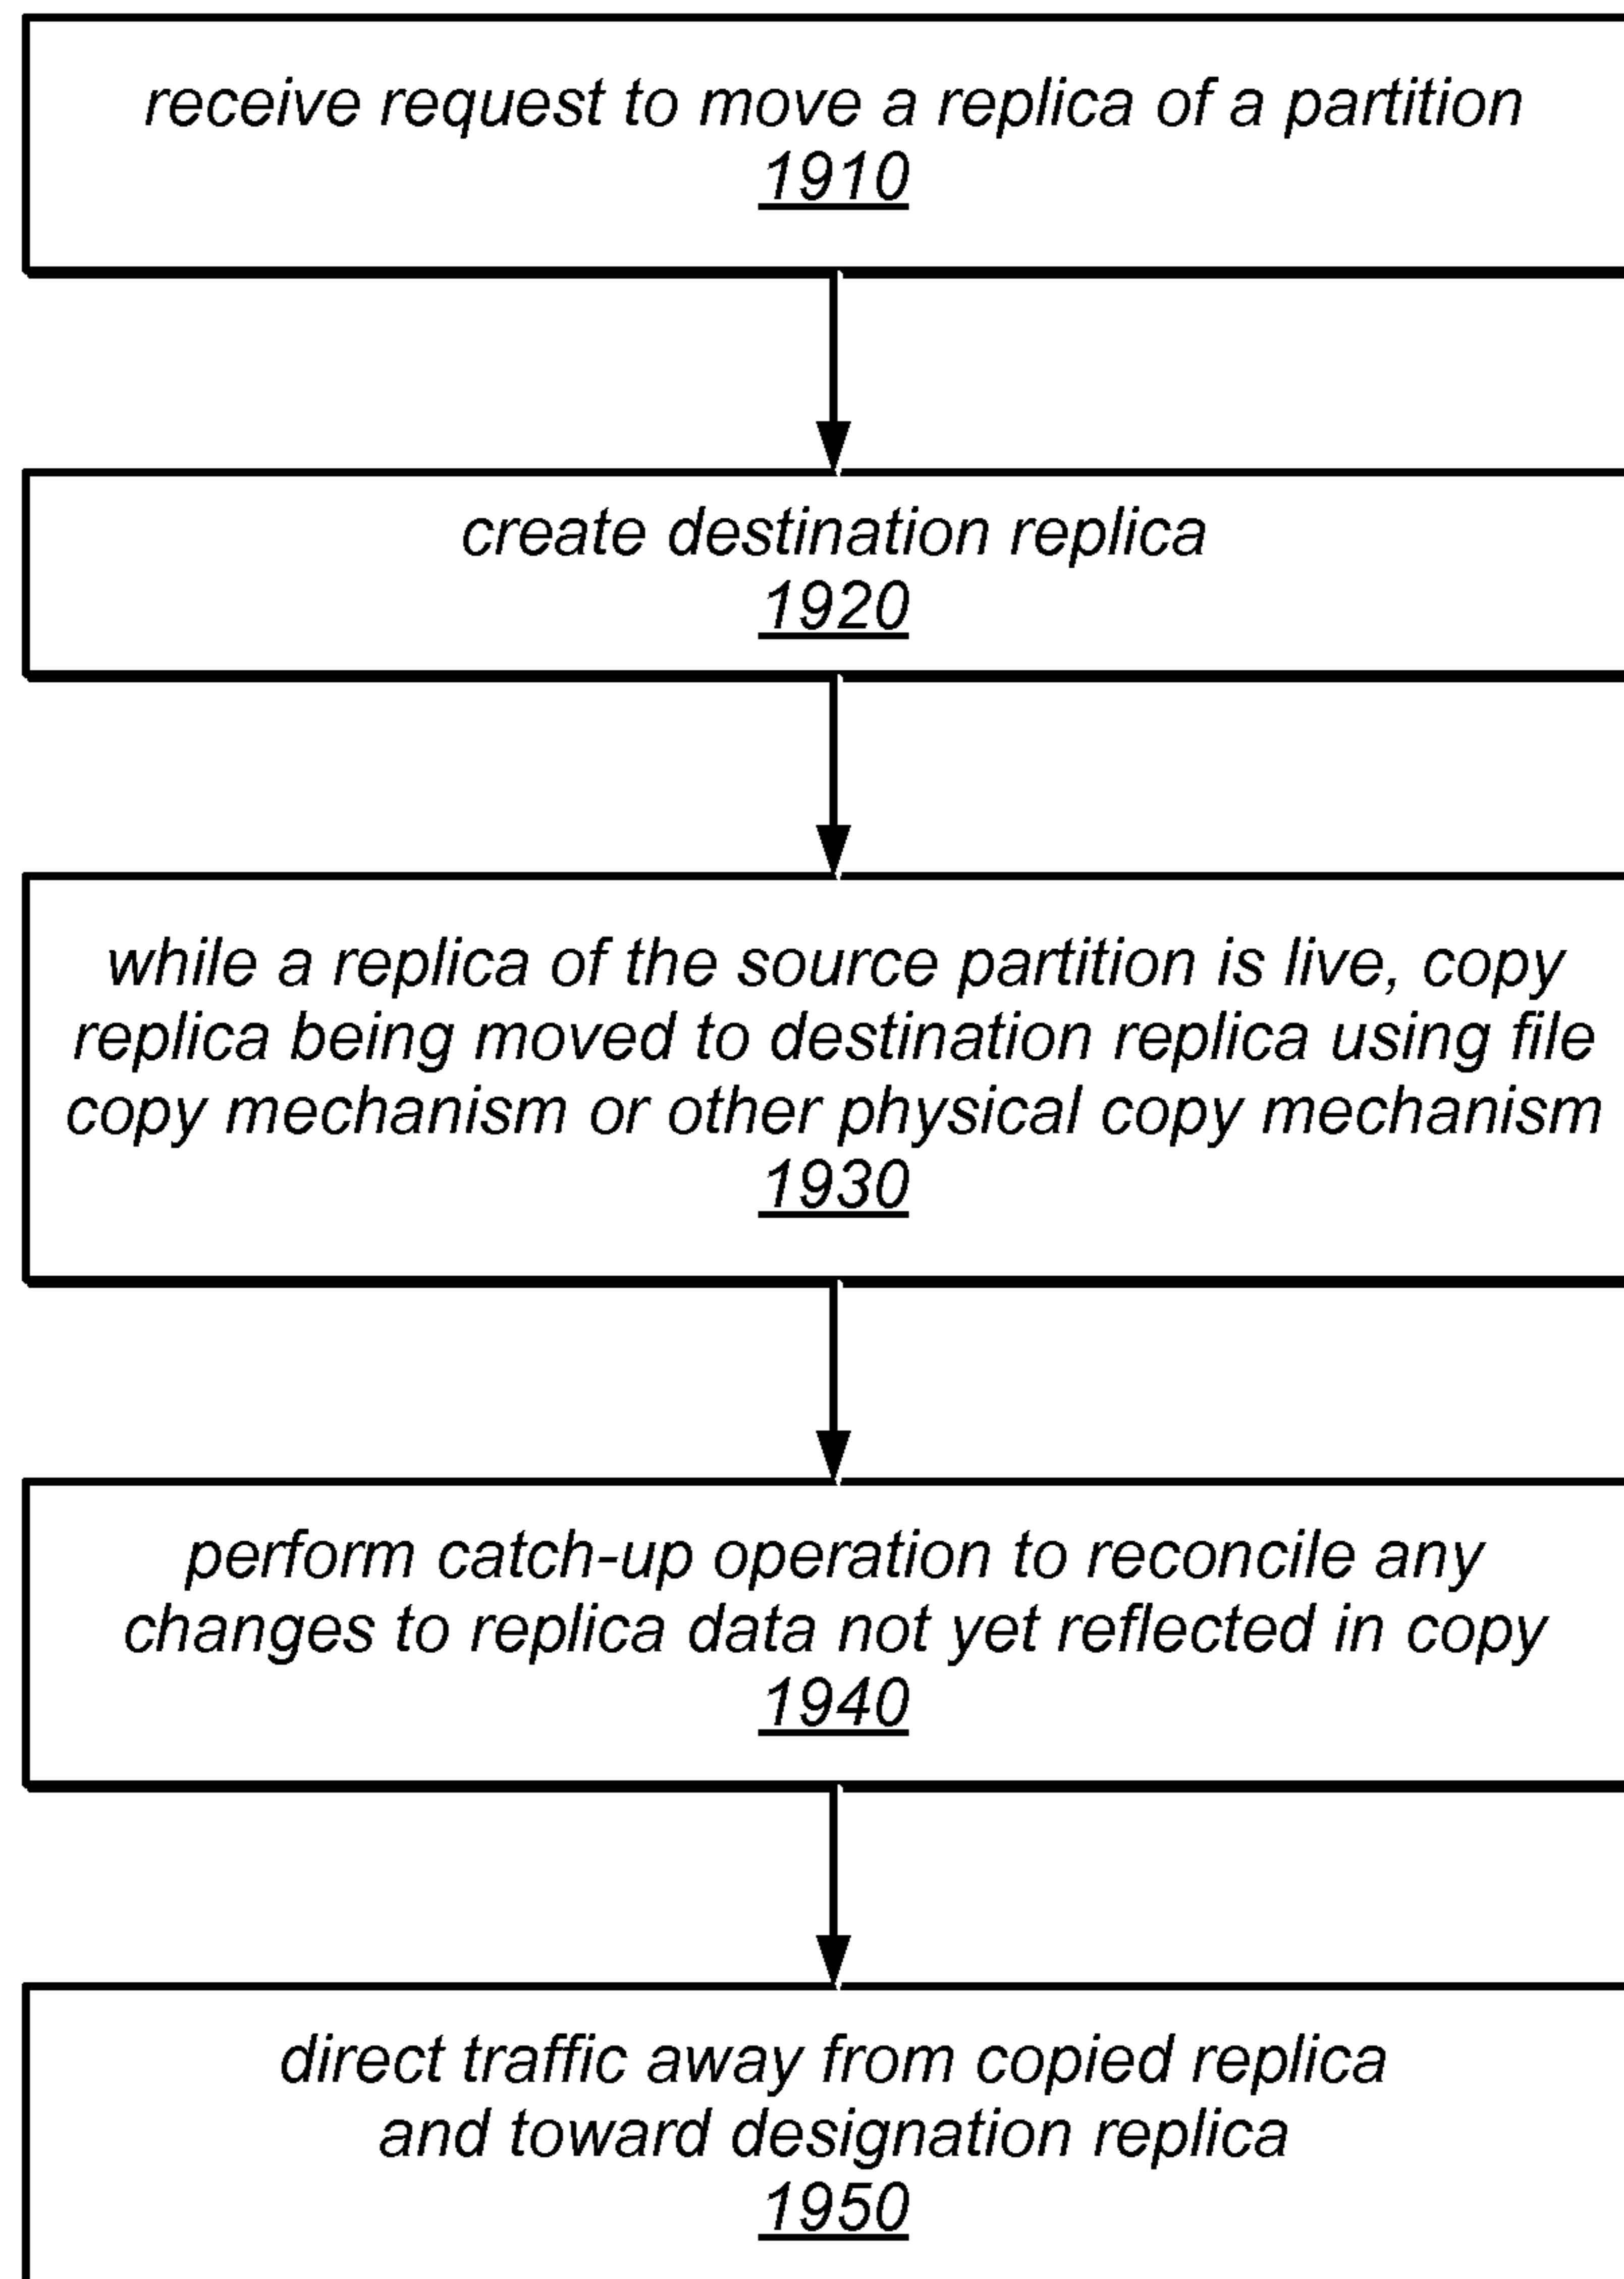 receive request to move a replica of a partition
1910
create destination replica
1920
while a replica of the source partition is live, copy
replica being moved to destination replica using file
copy mechanism or other physical copy mechanism
1930
perform catch-up operation to reconcile any
changes to replica data not yet reflected in copy
1940
direct traffic away from copied replica
and toward designation replica
1950